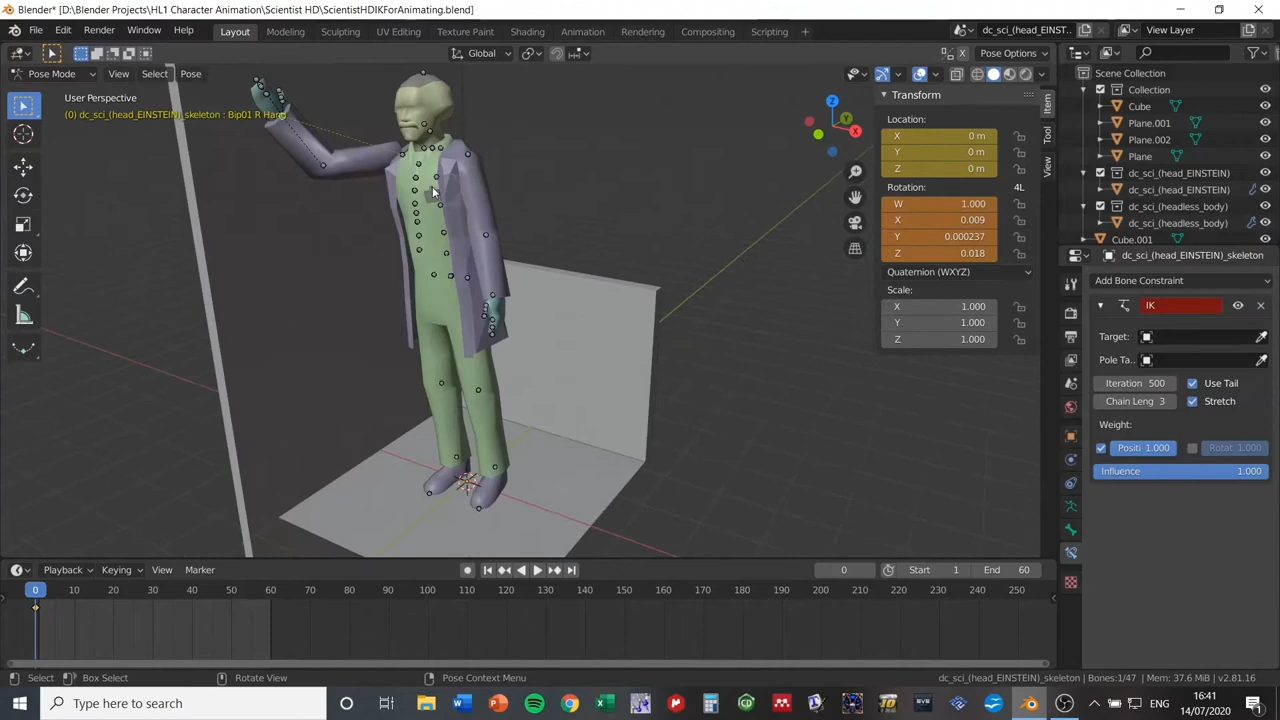 Blender* [D:\Blender Projects\HL1 Character Animation\Scientist HD\ScientistHDIKForAnimating.blend]
File Edit Render Window Help Layout Modeling Sculpting UV Editing Texture Paint Shading Animation Rendering Compositing Scripting + dc_sci_(head_EINST... View Layer
Global Pose Options
Pose Mode View Select Pose
User Perspective
(0) dc_sci_(head_EINSTEIN)_skeleton : Bip01 R Hand
Z
Y
X
Transform
Location:
X 0 m
Y 0 m
Z 0 m
Rotation: 4L
W 1.000
X 0.009
Y 0.000237
Z 0.018
Quaternion (WXYZ)
Scale:
X 1.000
Y 1.000
Z 1.000
Item
Tool
View
Scene Collection
Collection
Cube
Plane.001
Plane.002
Plane
dc_sci_(head_EINSTEIN)
dc_sci_(head_EINSTEIN)
dc_sci_(headless_body)
dc_sci_(headless_body)
Cube.001
dc_sci_(head_EINSTEIN)_skeleton
Add Bone Constraint
IK
Target:
Pole Ta..
Iteration 500 Use Tail
Chain Leng 3 Stretch
Weight:
Positi 1.000 Rotat 1.000
Influence 1.000
Playback Keying View Marker 0 Start 1 End 60
0 10 20 30 40 50 60 70 80 90 100 110 120 130 140 150 160 170 180 190 200 210 220 230 240 250
Select Box Select Rotate View Pose Context Menu dc_sci_(head_EINSTEIN)_skeleton | Bones:1/47 | Mem: 37.6 MiB | v2.81.16
Type here to search
ENG
16:41
14/07/2020